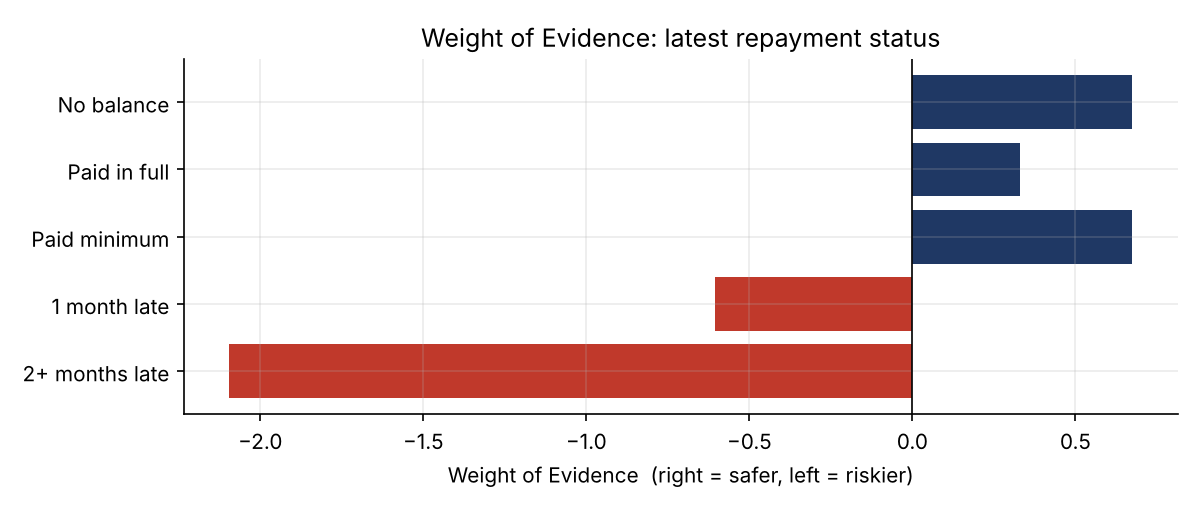 Weight of Evidence: latest repayment status
No balance
Paid in full
Paid minimum
1 month late
2+ months late
−2.0 −1.5 −1.0 −0.5 0.0 0.5
Weight of Evidence (right = safer, left = riskier)